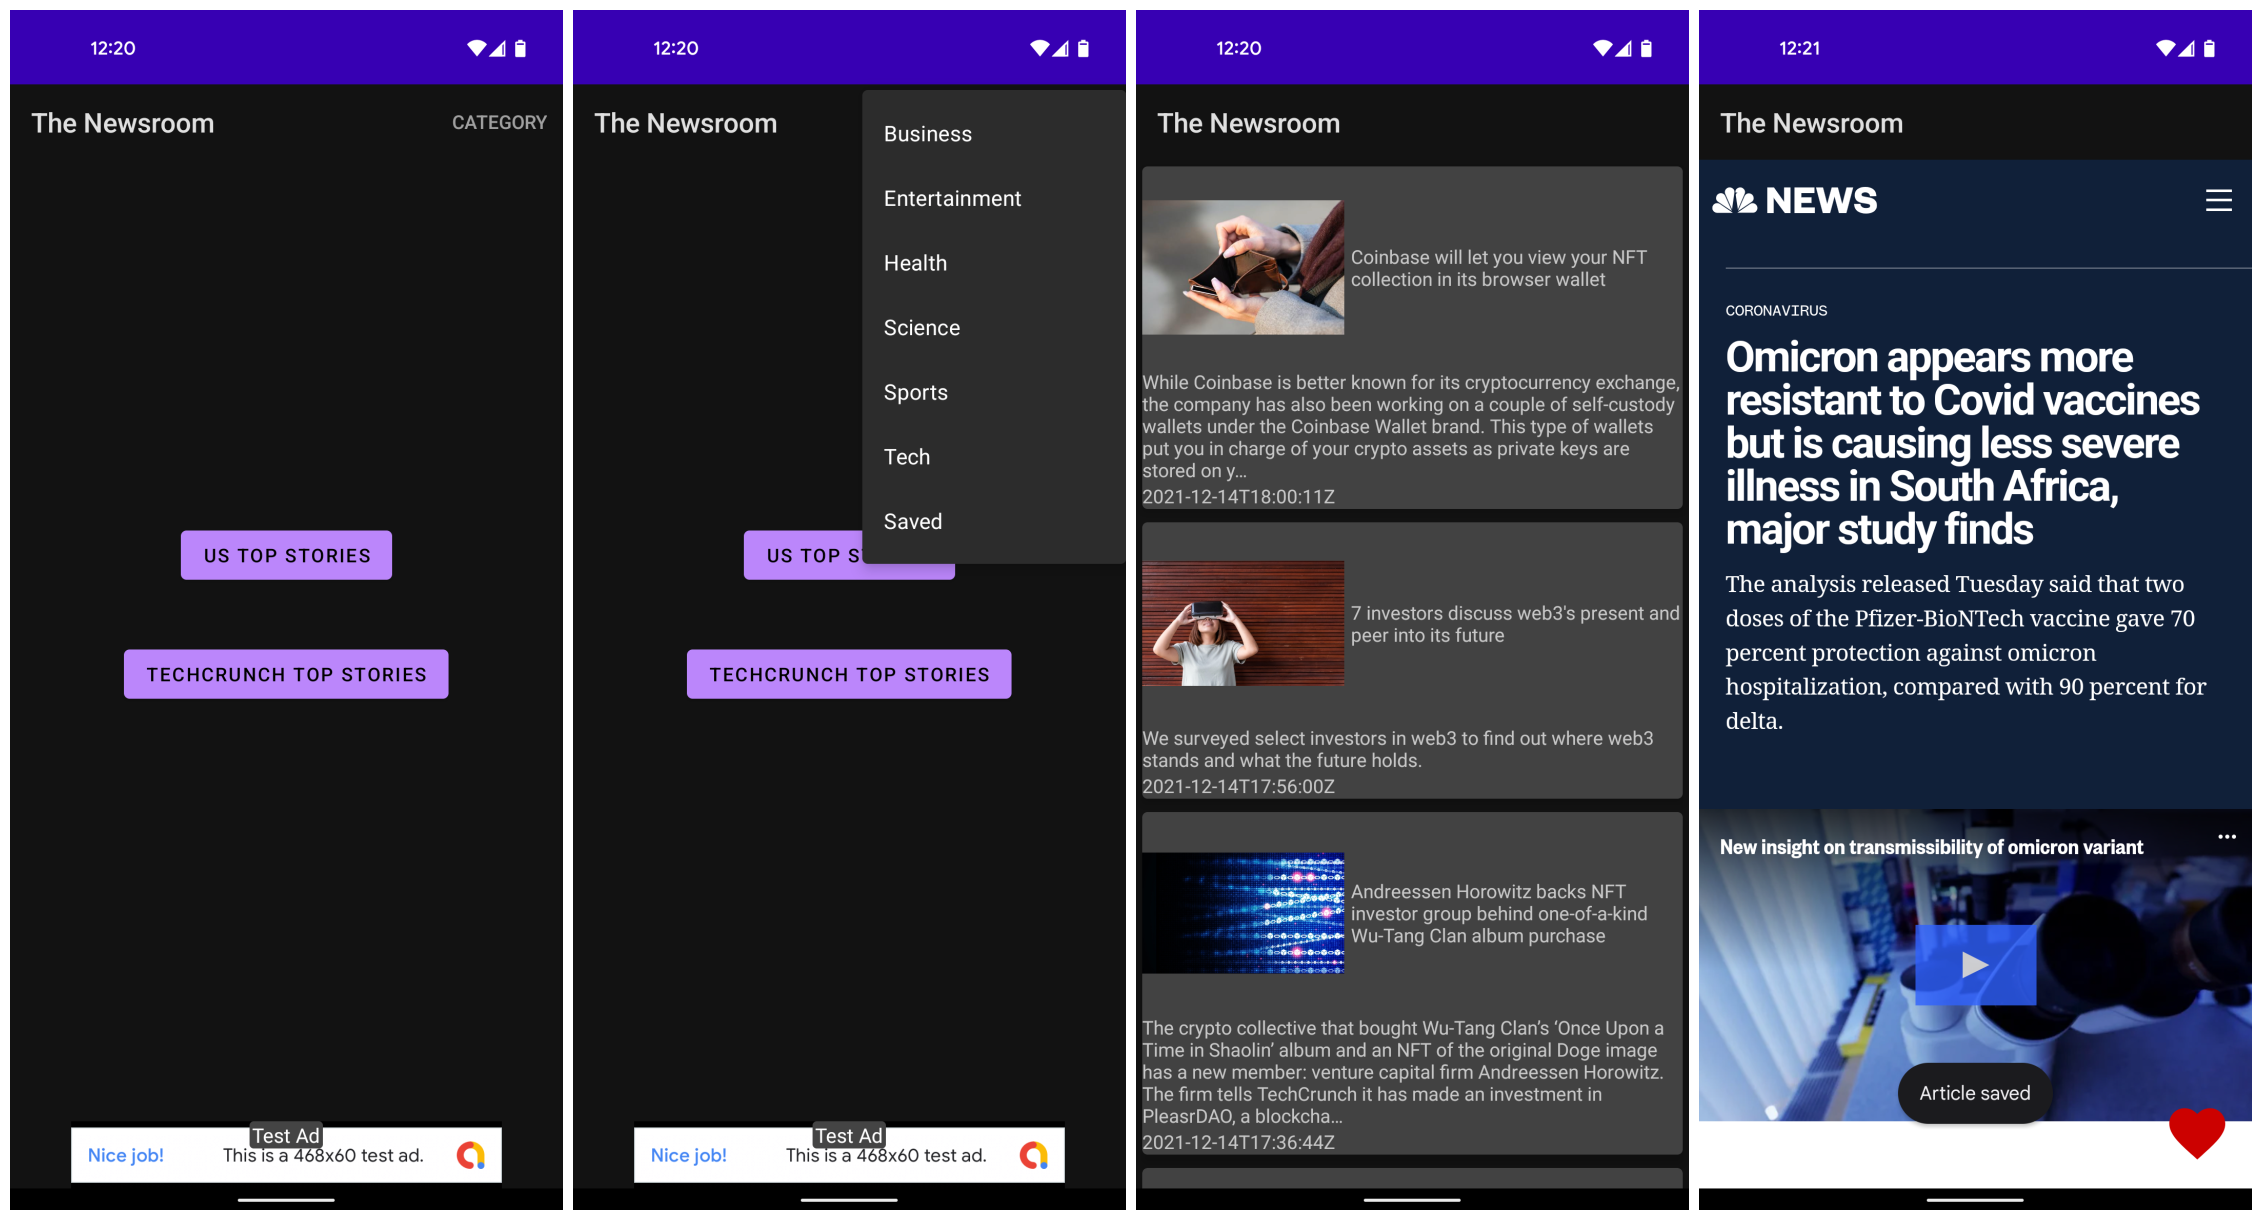 12:20
The Newsroom
CATEGORY
US TOP STORIES
TECHCRUNCH TOP STORIES
Test Ad
Nice job!
This is a 468x60 test ad.
12:20
The Newsroom
Business
Entertainment
Health
Science
Sports
Tech
Saved
US TOP S
TECHCRUNCH TOP STORIES
Test Ad
Nice job!
This is a 468x60 test ad.
12:20
The Newsroom
Coinbase will let you view your NFT
collection in its browser wallet
While Coinbase is better known for its cryptocurrency exchange,
the company has also been working on a couple of self-custody
wallets under the Coinbase Wallet brand. This type of wallets
put you in charge of your crypto assets as private keys are
stored on y…
2021-12-14T18:00:11Z
7 investors discuss web3's present and
peer into its future
We surveyed select investors in web3 to find out where web3
stands and what the future holds.
2021-12-14T17:56:00Z
Andreessen Horowitz backs NFT
investor group behind one-of-a-kind
Wu-Tang Clan album purchase
The crypto collective that bought Wu-Tang Clan’s ‘Once Upon a
Time in Shaolin’ album and an NFT of the original Doge image
has a new member: venture capital firm Andreessen Horowitz.
The firm tells TechCrunch it has made an investment in
PleasrDAO, a blockcha…
2021-12-14T17:36:44Z
12:21
The Newsroom
NEWS
CORONAVIRUS
Omicron appears more
resistant to Covid vaccines
but is causing less severe
illness in South Africa,
major study finds
The analysis released Tuesday said that two
doses of the Pfizer-BioNTech vaccine gave 70
percent protection against omicron
hospitalization, compared with 90 percent for
delta.
New insight on transmissibility of omicron variant
Article saved